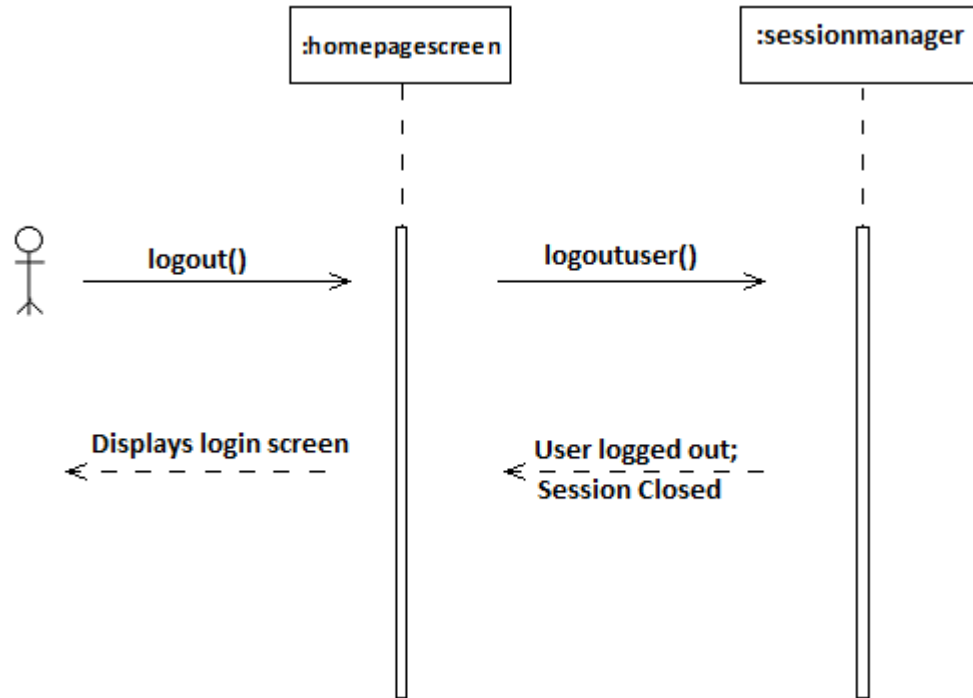 :homepagescreen
:sessionmanager
logout()
logoutuser()
Displays login screen
User logged out;
Session Closed